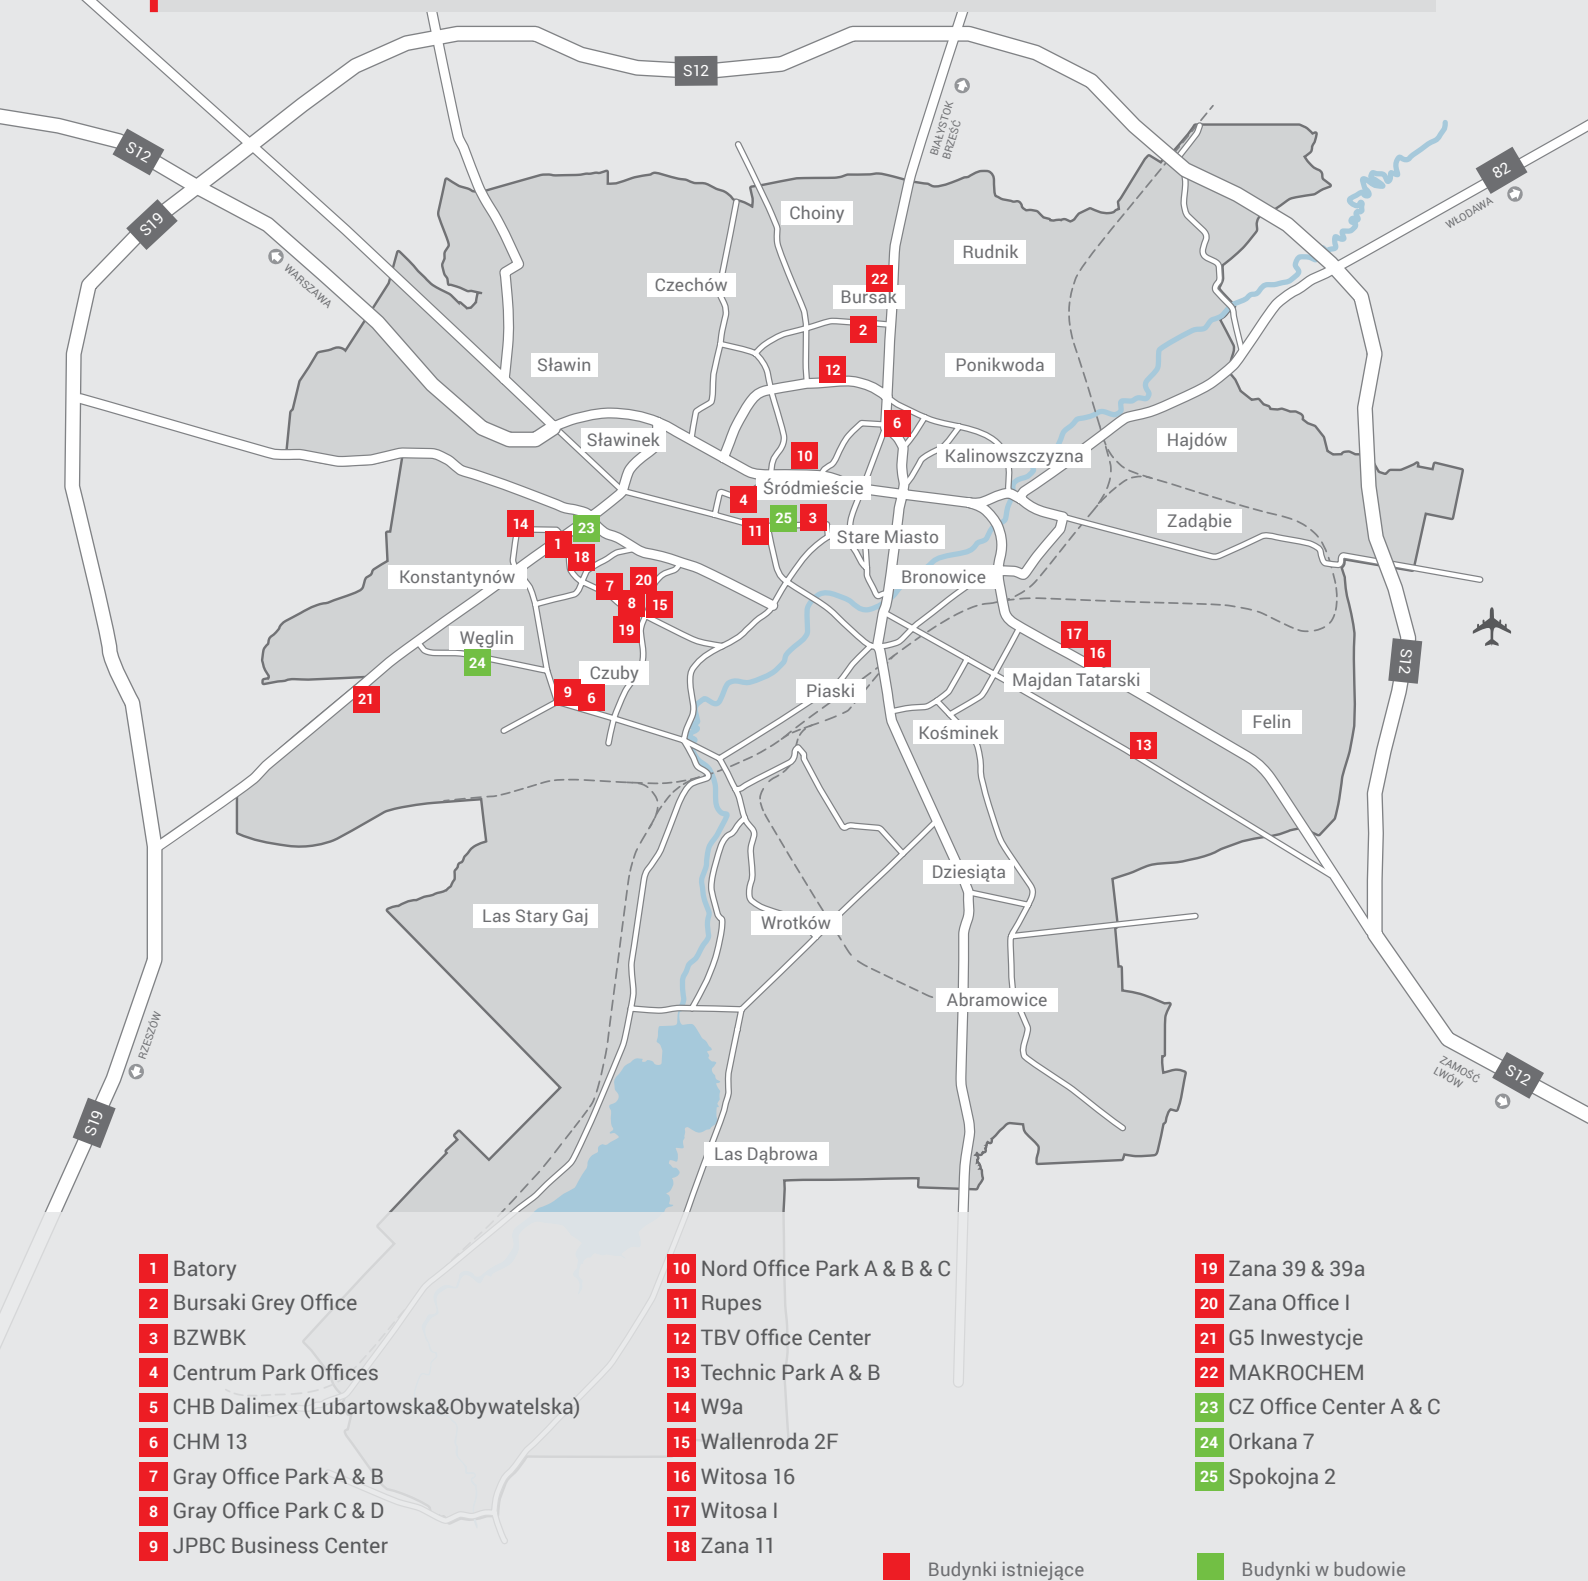 S12
BIAŁYSTOK
BRZEŚĆ
S12
82
WŁODAWA
S19
WARSZAWA
Choiny
Rudnik
22
Czechów
Bursak
2
Sławin
12
Ponikwoda
6
Sławinek
10
Kalinowszczyzna
Hajdów
Śródmieście
4
14
23
25
3
Zadąbie
11
Stare Miasto
1
18
Konstantynów
7
20
Bronowice
8
15
19
17
Węglin
16
24
Czuby
Majdan Tatarski
S12
21
9
6
Piaski
Felin
Kośminek
13
Dziesiąta
Las Stary Gaj
Wrotków
Abramowice
RZESZÓW
ZAMOŚĆ
LWÓW
S12
S19
Las Dąbrowa
1 Batory
2 Bursaki Grey Office
3 BZWBK
4 Centrum Park Offices
5 CHB Dalimex (Lubartowska&Obywatelska)
6 CHM 13
7 Gray Office Park A & B
8 Gray Office Park C & D
9 JPBC Business Center
10 Nord Office Park A & B & C
11 Rupes
12 TBV Office Center
13 Technic Park A & B
14 W9a
15 Wallenroda 2F
16 Witosa 16
17 Witosa I
18 Zana 11
19 Zana 39 & 39a
20 Zana Office I
21 G5 Inwestycje
22 MAKROCHEM
23 CZ Office Center A & C
24 Orkana 7
25 Spokojna 2
Budynki istniejące
Budynki w budowie